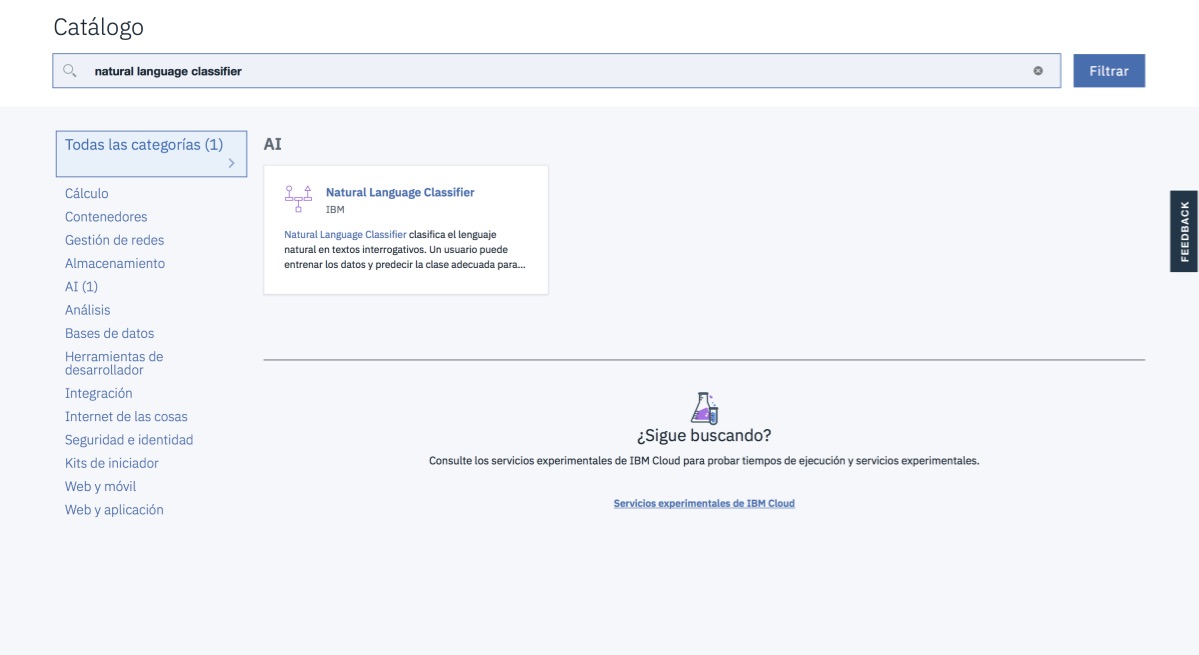 Catálogo
natural language classifier
Filtrar
Todas las categorías (1)
Cálculo
Contenedores
Gestión de redes
Almacenamiento
AI (1)
Análisis
Bases de datos
Herramientas de
desarrollador
Integración
Internet de las cosas
Seguridad e identidad
Kits de iniciador
Web y móvil
Web y aplicación
AI
Natural Language Classifier
IBM
Natural Language Classifier clasifica el lenguaje
natural en textos interrogativos. Un usuario puede
entrenar los datos y predecir la clase adecuada para...
¿Sigue buscando?
Consulte los servicios experimentales de IBM Cloud para probar tiempos de ejecución y servicios experimentales.
Servicios experimentales de IBM Cloud
FEEDBACK